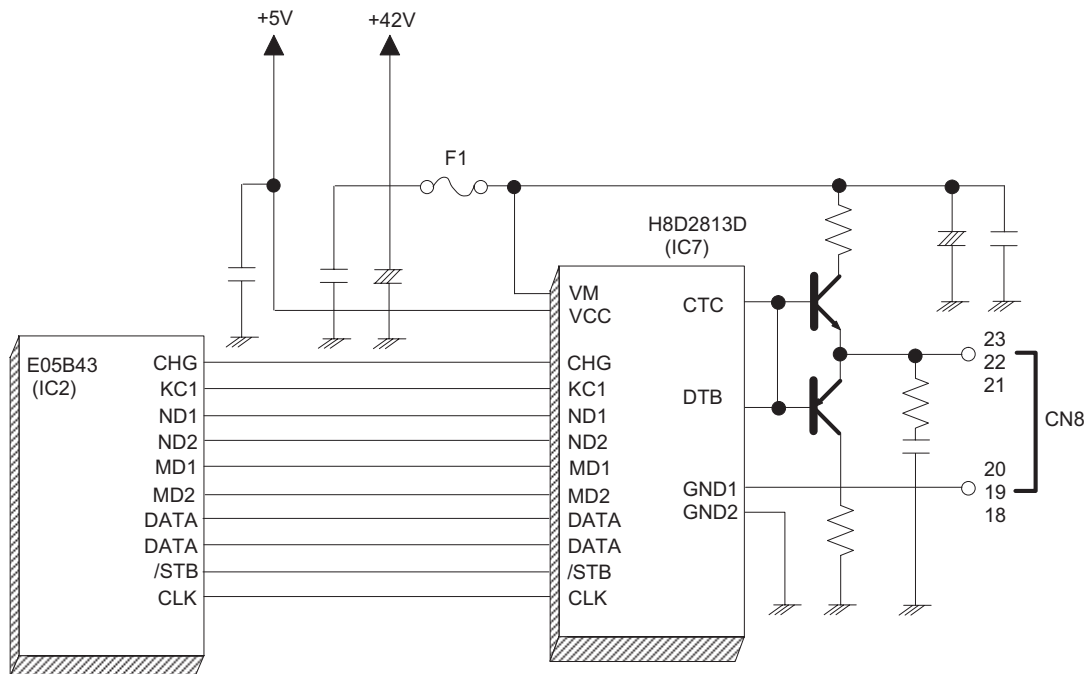 +5V
+42V
F1
H8D2813D
(IC7)
E05B43
(IC2)
CHG
KC1
ND1
ND2
MD1
MD2
DATA
DATA
/STB
CLK
VM
VCC
CHG
KC1
ND1
ND2
MD1
MD2
DATA
DATA
/STB
CLK
CTC
DTB
GND1
GND2
23
22
21
CN8
20
19
18